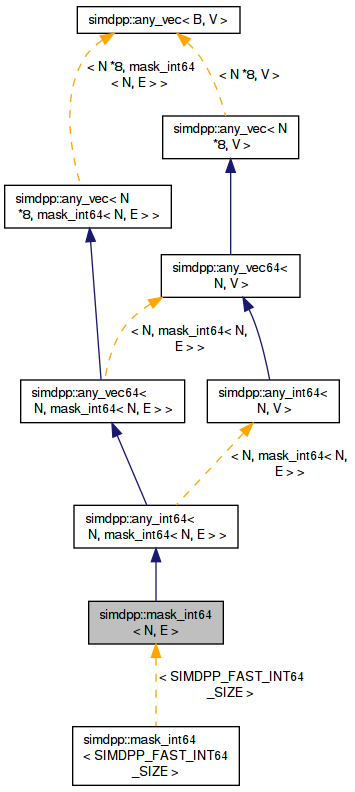 simdpp::any_vec< B, V >
< N *8, mask_int64
< N, E > >
< N *8, V >
simdpp::any_vec< N
*8, V >
simdpp::any_vec< N
*8, mask_int64< N, E > >
simdpp::any_vec64<
N, V >
< N, mask_int64< N,
E > >
simdpp::any_vec64<
N, mask_int64< N, E > >
simdpp::any_int64<
N, V >
< N, mask_int64< N,
E > >
simdpp::any_int64<
N, mask_int64< N, E > >
simdpp::mask_int64
< N, E >
< SIMDPP_FAST_INT64
_SIZE >
simdpp::mask_int64
< SIMDPP_FAST_INT64
_SIZE >